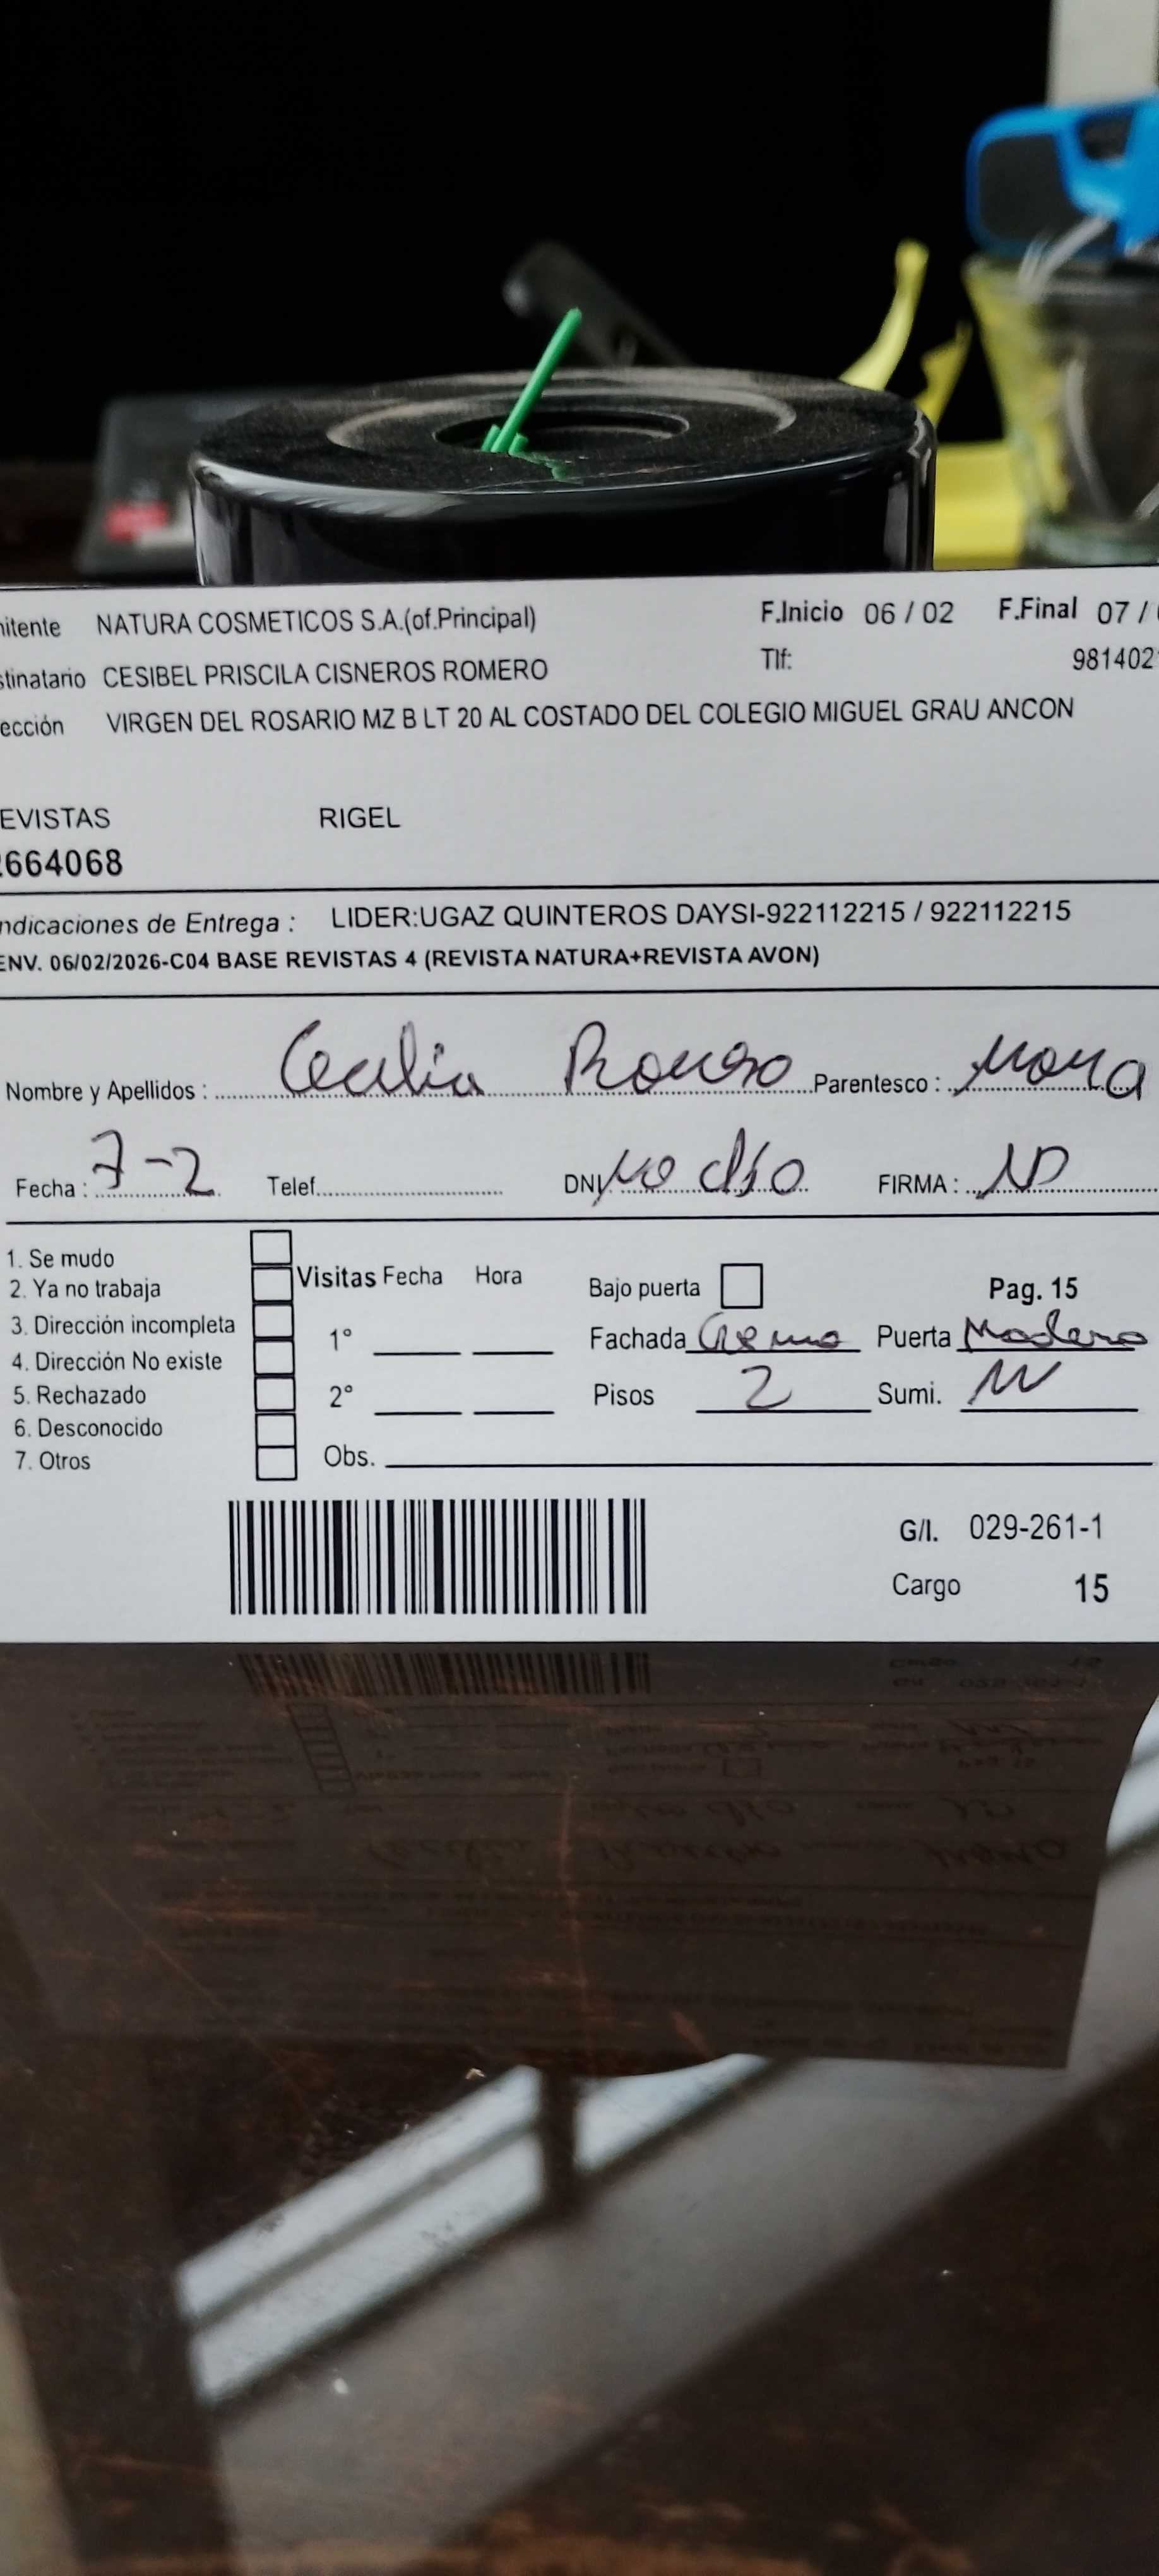 mitente NATURA COSMETICOS S.A.(of.Principal) F.Inicio 06 / 02 F.Final 07 /
stinatario CESIBEL PRISCILA CISNEROS ROMERO Tlf: 981402
ección VIRGEN DEL ROSARIO MZ B LT 20 AL COSTADO DEL COLEGIO MIGUEL GRAU ANCON
EVISTAS RIGEL
2664068
ndicaciones de Entrega : LIDER:UGAZ QUINTEROS DAYSI-922112215 / 922112215
ENV. 06/02/2026-C04 BASE REVISTAS 4 (REVISTA NATURA+REVISTA AVON)
Nombre y Apellidos : Cecilia Parentesco :
Fecha : 7-2 Telef. DNI No dio FIRMA :
1. Se mudo
2. Ya no trabaja Visitas Fecha Hora Bajo puerta Pag. 15
3. Dirección incompleta 1° Fachada Crema Puerta Madera
4. Dirección No existe
5. Rechazado 2° Pisos 2 Sumi.
6. Desconocido
7. Otros Obs.
G/I. 029-261-1
Cargo 15